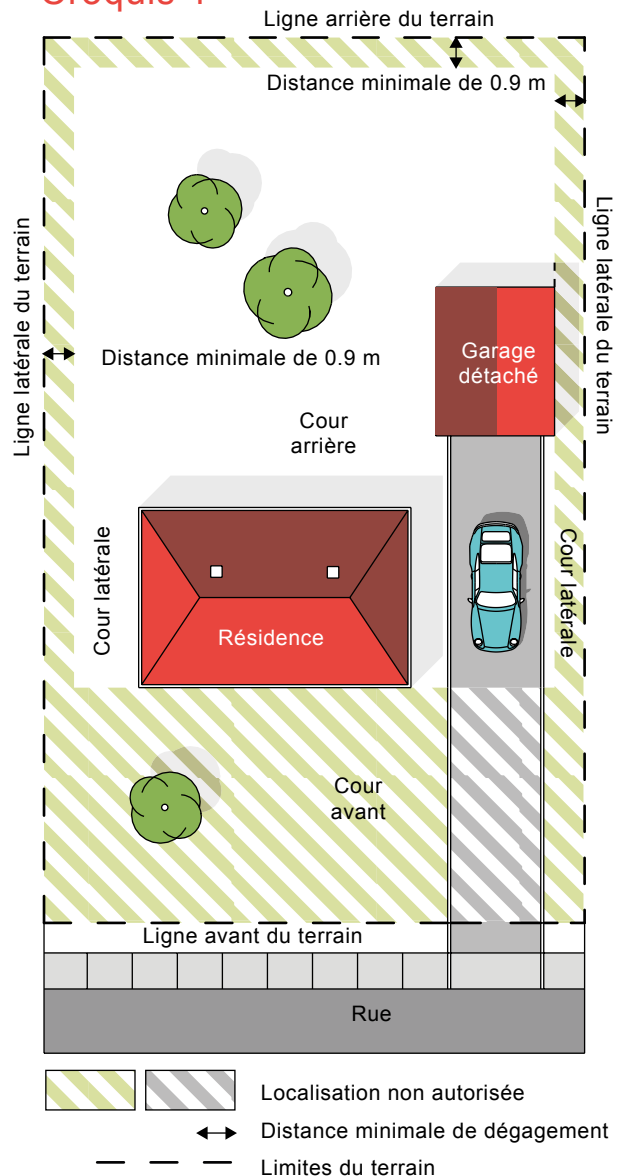 Croquis 1
Ligne arrière du terrain
Distance minimale de 0.9 m
Ligne latérale du terrain
Ligne latérale du terrain
Garage
détaché
Distance minimale de 0.9 m
Cour
arrière
Cour latérale
Cour latérale
Résidence
Cour
avant
Ligne avant du terrain
Rue
Localisation non autorisée
Distance minimale de dégagement
Limites du terrain